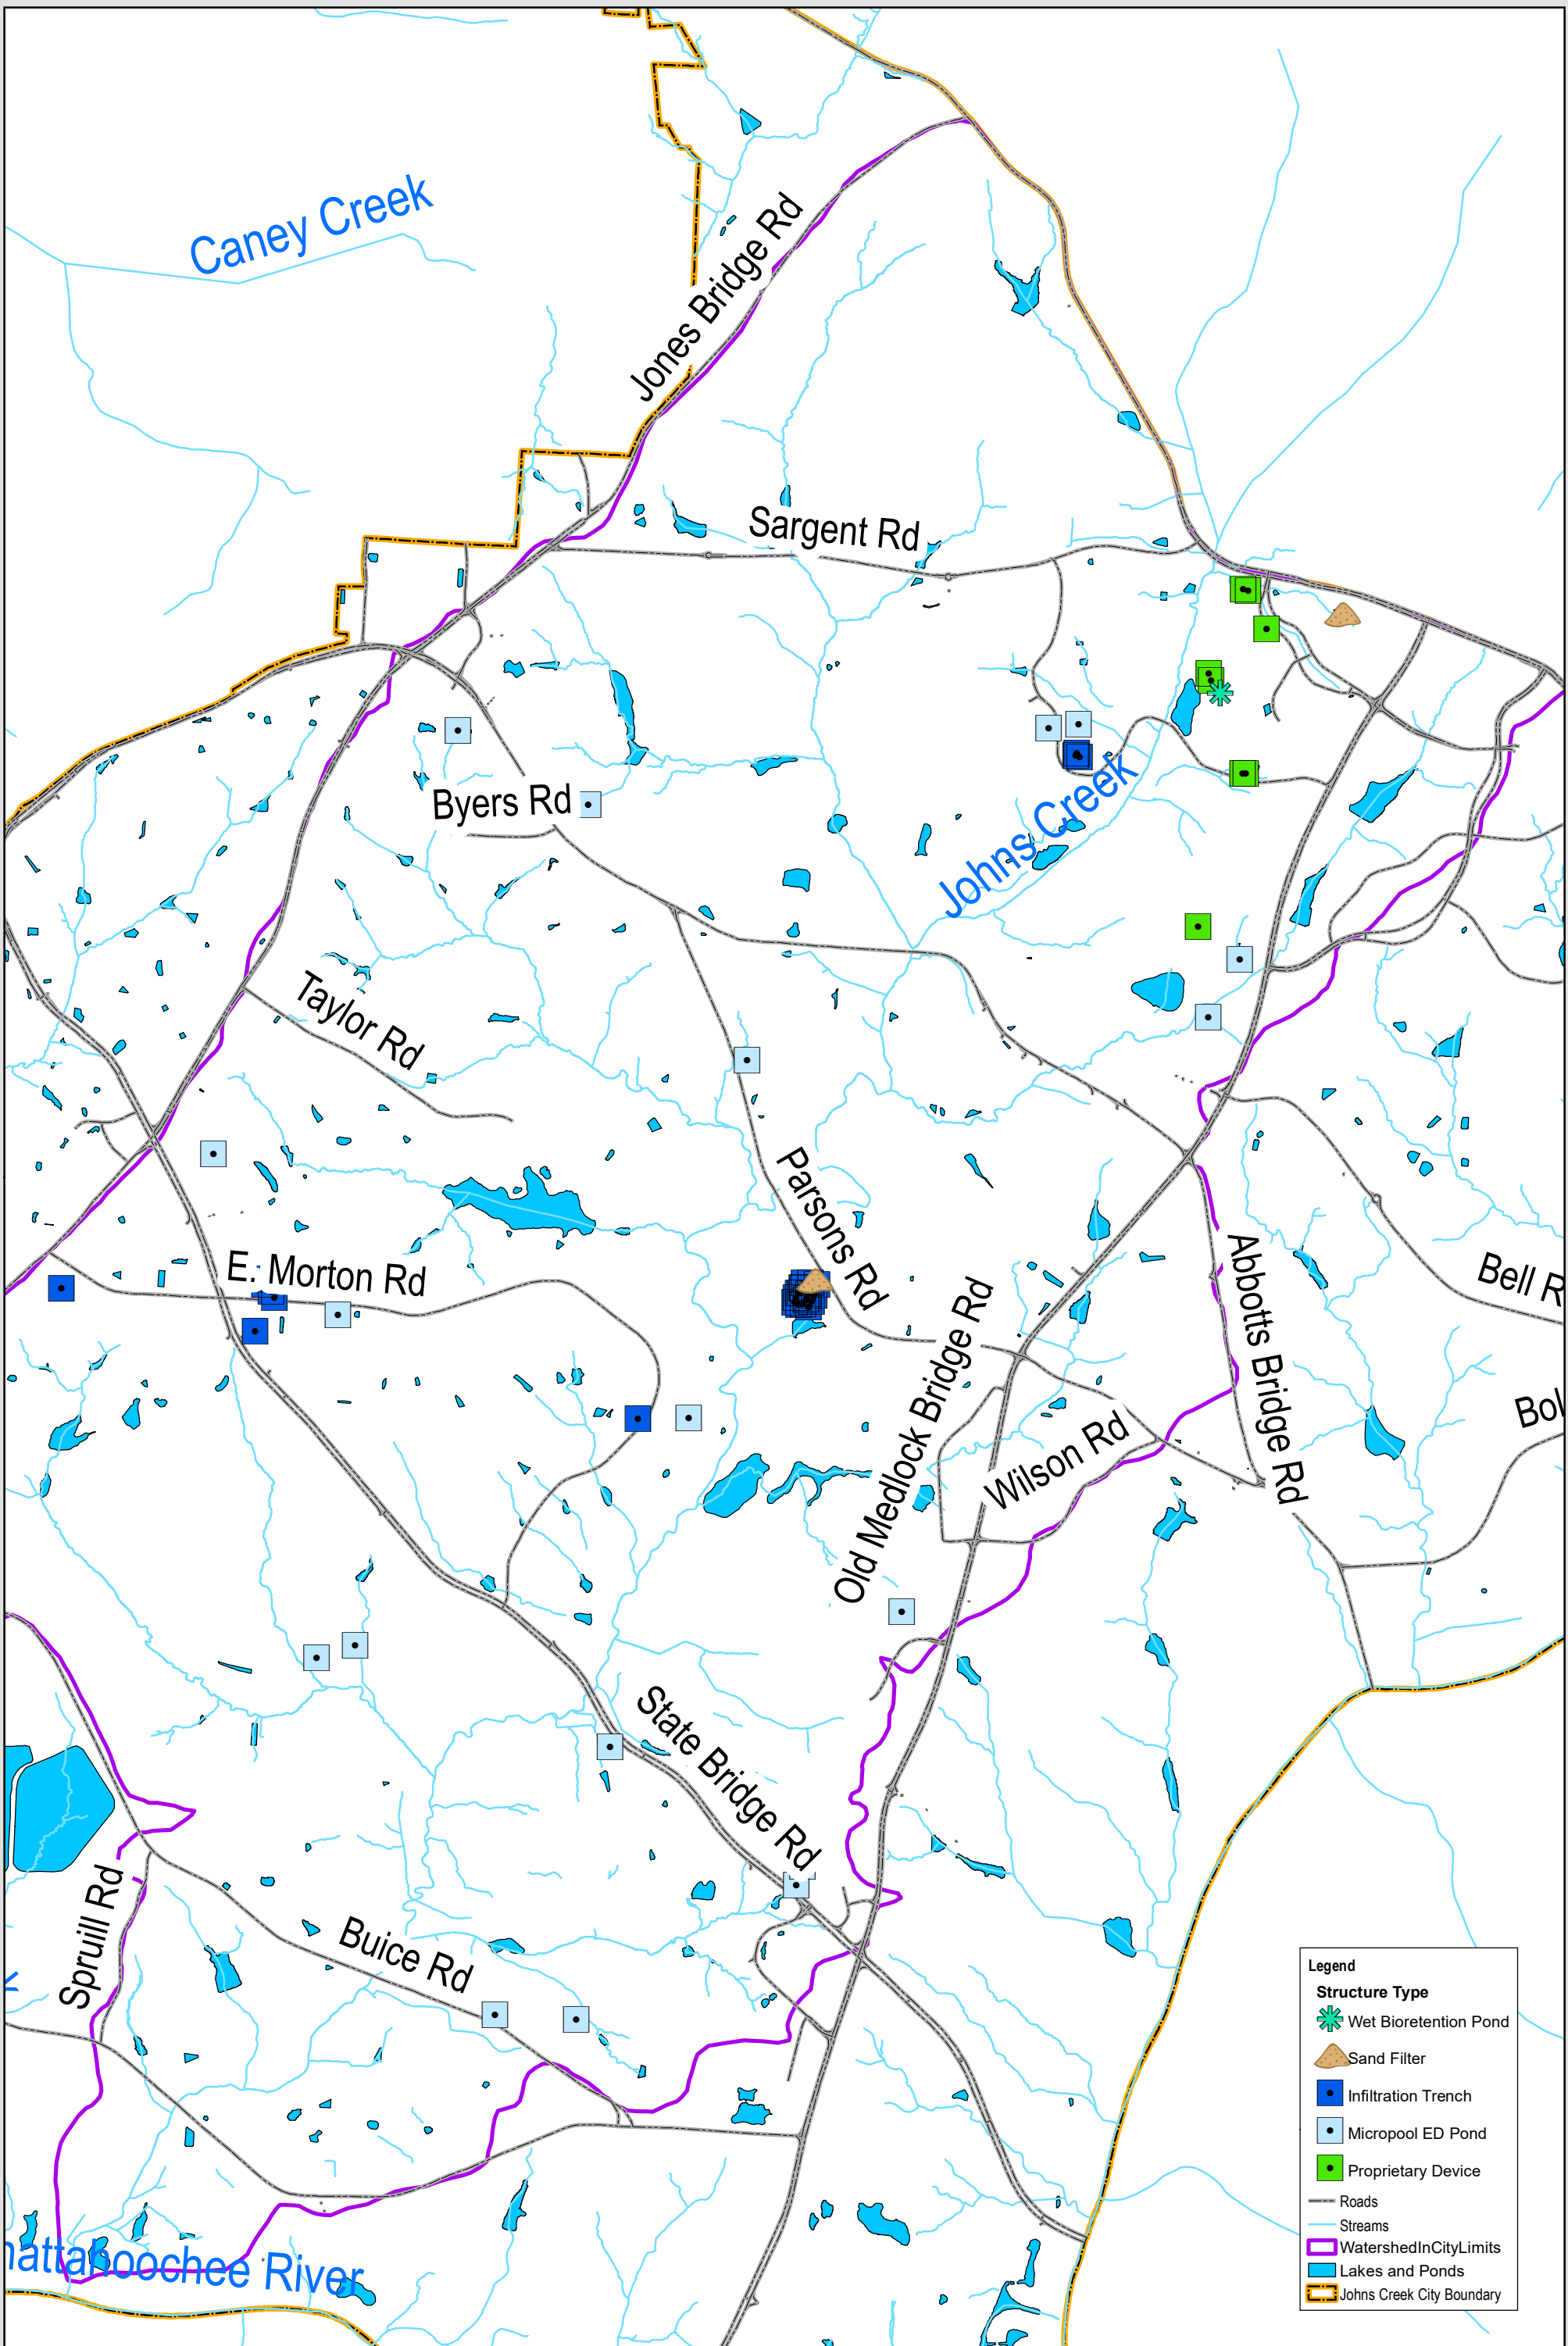 Caney Creek
Jones Bridge Rd
Sargent Rd
Byers Rd
Johns Creek
Taylor Rd
Parsons Rd
E. Morton Rd
Abbotts Bridge Rd
Bell R
Old Medlock Bridge Rd
Wilson Rd
Bol
State Bridge Rd
Spruill Rd
Buice Rd
hattahoochee River
Legend
Structure Type
Wet Bioretention Pond
Sand Filter
Infiltration Trench
Micropool ED Pond
Proprietary Device
Roads
Streams
WatershedInCityLimits
Lakes and Ponds
Johns Creek City Boundary